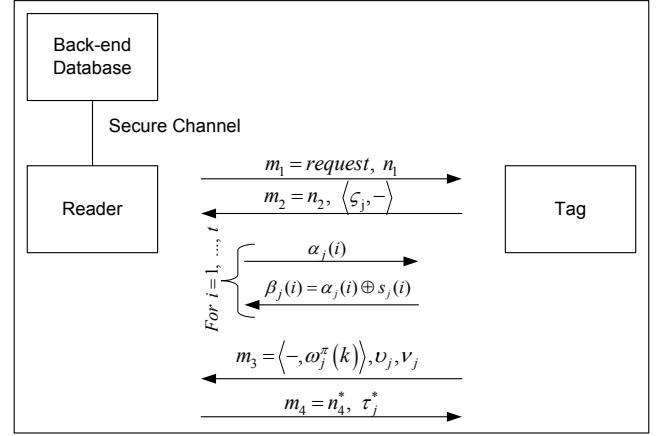 Back-end
Database
Secure Channel
m₁ = request, n₁
Reader
m₂ = n₂, ⟨ς_j, −⟩
Tag
α_j(i)
For i = 1, ..., t
β_j(i) = α_j(i) ⊕ s_j(i)
m₃ = ⟨−, ω_j^π(k)⟩, υ_j, ν_j
m₄ = n₄^*, τ_j^*